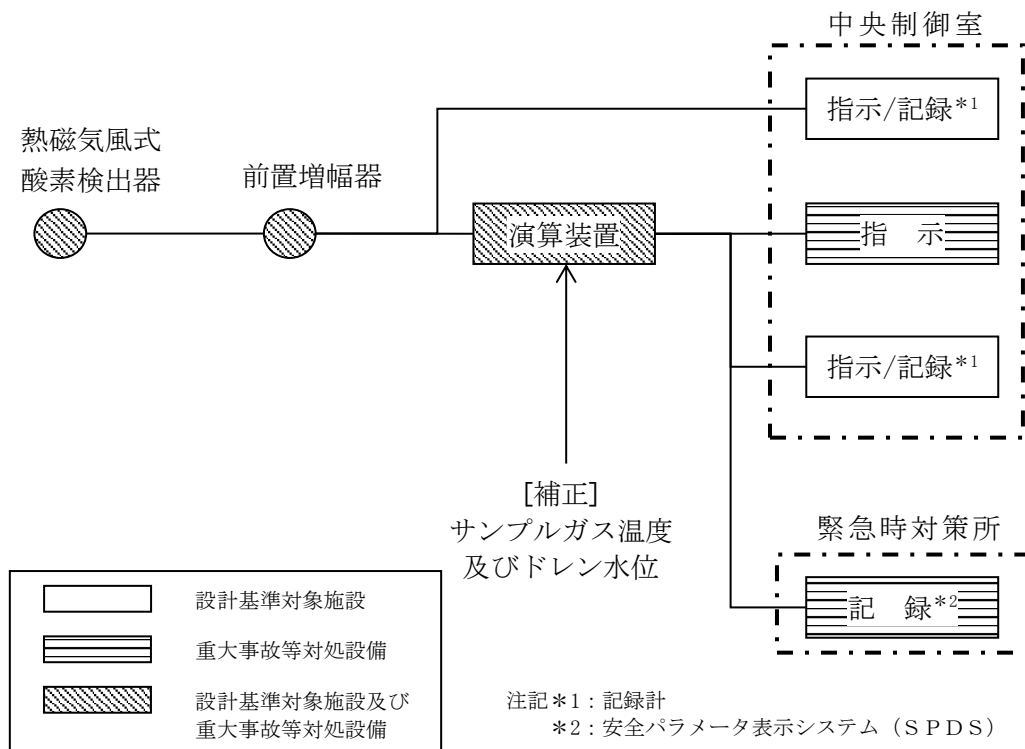 中央制御室
指示/記録*1
熱磁気風式
酸素検出器
前置増幅器
演算装置
指　示
指示/記録*1
[補正]
サンプルガス温度
及びドレン水位
緊急時対策所
記　録*2
設計基準対象施設
重大事故等対処設備
設計基準対象施設及び
重大事故等対処設備
注記*1：記録計
*2：安全パラメータ表示システム（ＳＰＤＳ）